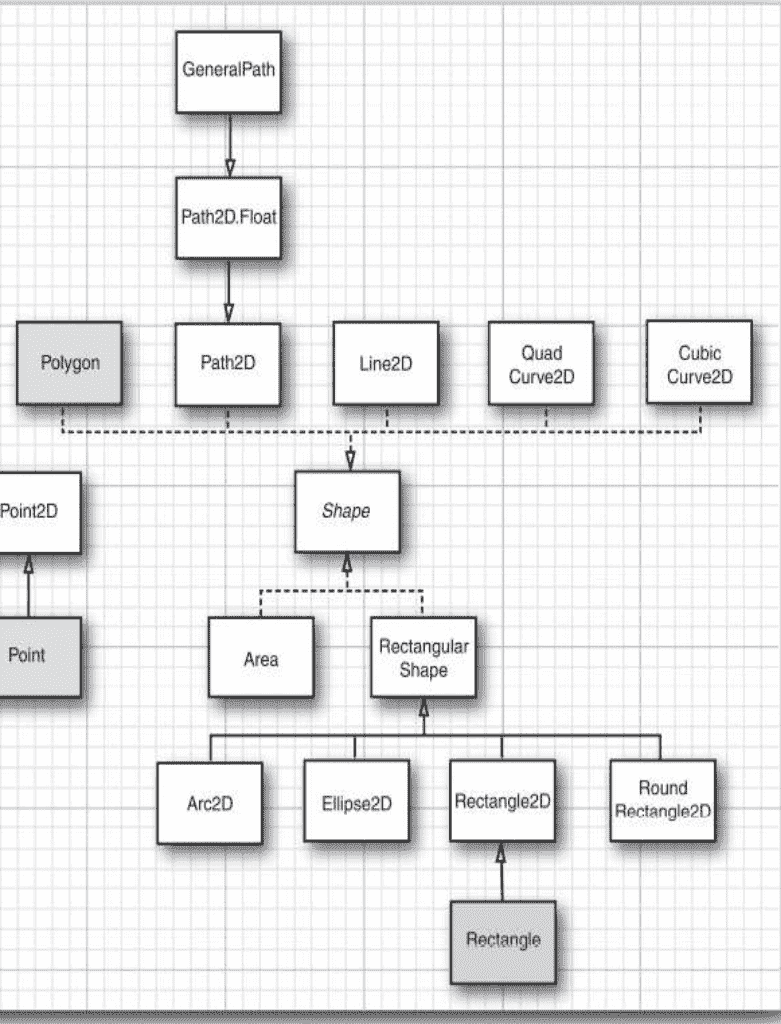 GeneralPath
Path2D.Float
Polygon
Path2D
Line2D
Quad
Curve2D
Cubic
Curve2D
Point2D
Shape
Point
Area
Rectangular
Shape
Arc2D
Ellipse2D
Rectangle2D
Round
Rectangle2D
Rectangle